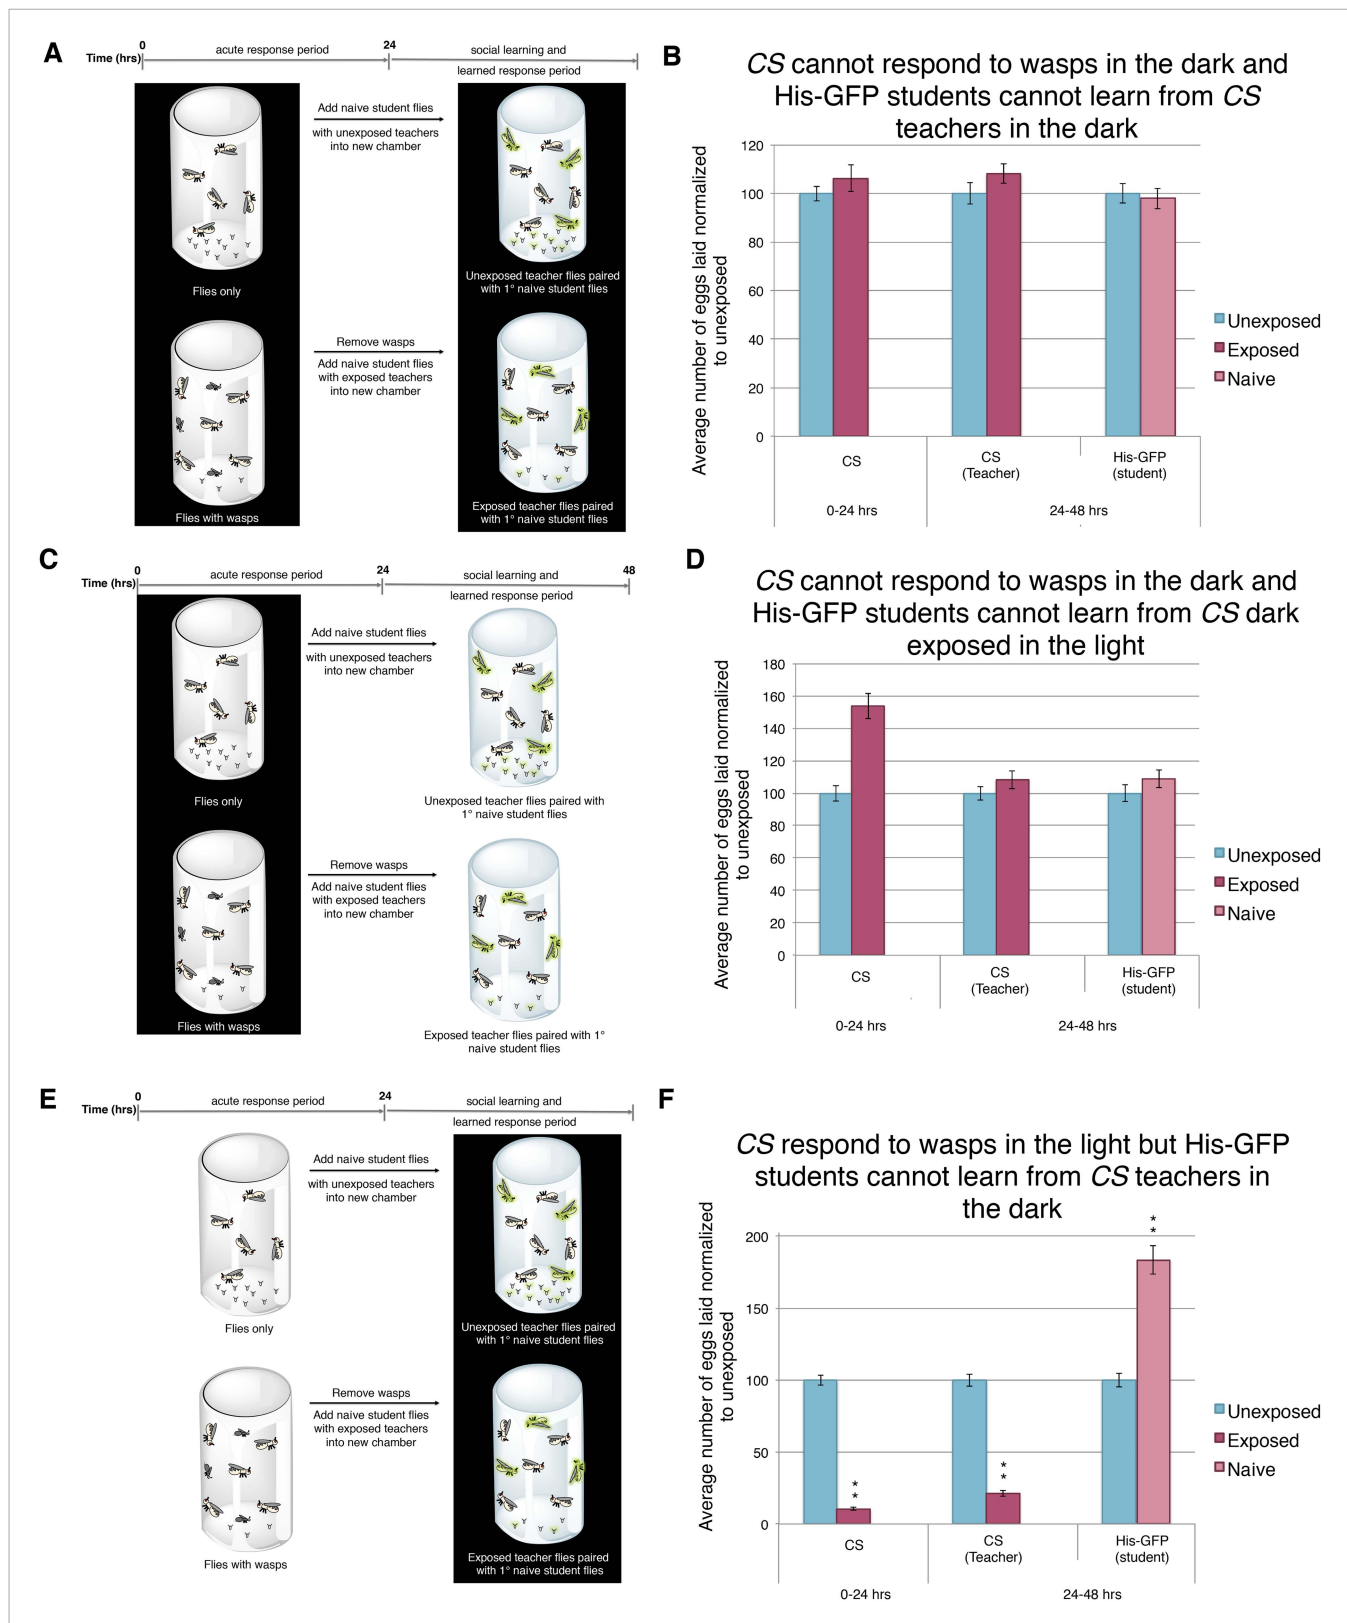 A
Time (hrs)
0
acute response period
24
social learning and
learned response period
Add naive student flies
with unexposed teachers
into new chamber
Flies only
Unexposed teacher flies paired
with 1° naive student flies
Remove wasps
Add naive student flies
with exposed teachers
into new chamber
Flies with wasps
Exposed teacher flies paired
with 1° naive student flies
B
CS cannot respond to wasps in the dark and
His-GFP students cannot learn from CS
teachers in the dark
Average number of eggs laid normalized
to unexposed
120
100
80
60
40
20
0
CS
CS
(Teacher)
His-GFP
(student)
0-24 hrs
24-48 hrs
Unexposed
Exposed
Naive
C
Time (hrs)
0
acute response period
24
social learning and
48
learned response period
Add naive student flies
with unexposed teachers
into new chamber
Flies only
Unexposed teacher flies paired with
1° naive student flies
Remove wasps
Add naive student flies
with exposed teachers
into new chamber
Flies with wasps
Exposed teacher flies paired with 1°
naive student flies
D
CS cannot respond to wasps in the dark and
His-GFP students cannot learn from CS dark
exposed in the light
Average number of eggs laid normalized
to unexposed
180
160
140
120
100
80
60
40
20
0
CS
CS
(Teacher)
His-GFP
(student)
0-24 hrs
24-48 hrs
Unexposed
Exposed
Naive
E
Time (hrs)
0
acute response period
24
social learning and
learned response period
Add naive student flies
with unexposed teachers
into new chamber
Flies only
Unexposed teacher flies paired
with 1° naive student flies
Remove wasps
Add naive student flies
with exposed teachers
into new chamber
Flies with wasps
Exposed teacher flies paired
with 1° naive student flies
F
CS respond to wasps in the light but His-GFP
students cannot learn from CS teachers in
the dark
Average number of eggs laid normalized
to unexposed
200
150
100
50
0
**
**
**
CS
CS
(Teacher)
His-GFP
(student)
0-24 hrs
24-48 hrs
Unexposed
Exposed
Naive